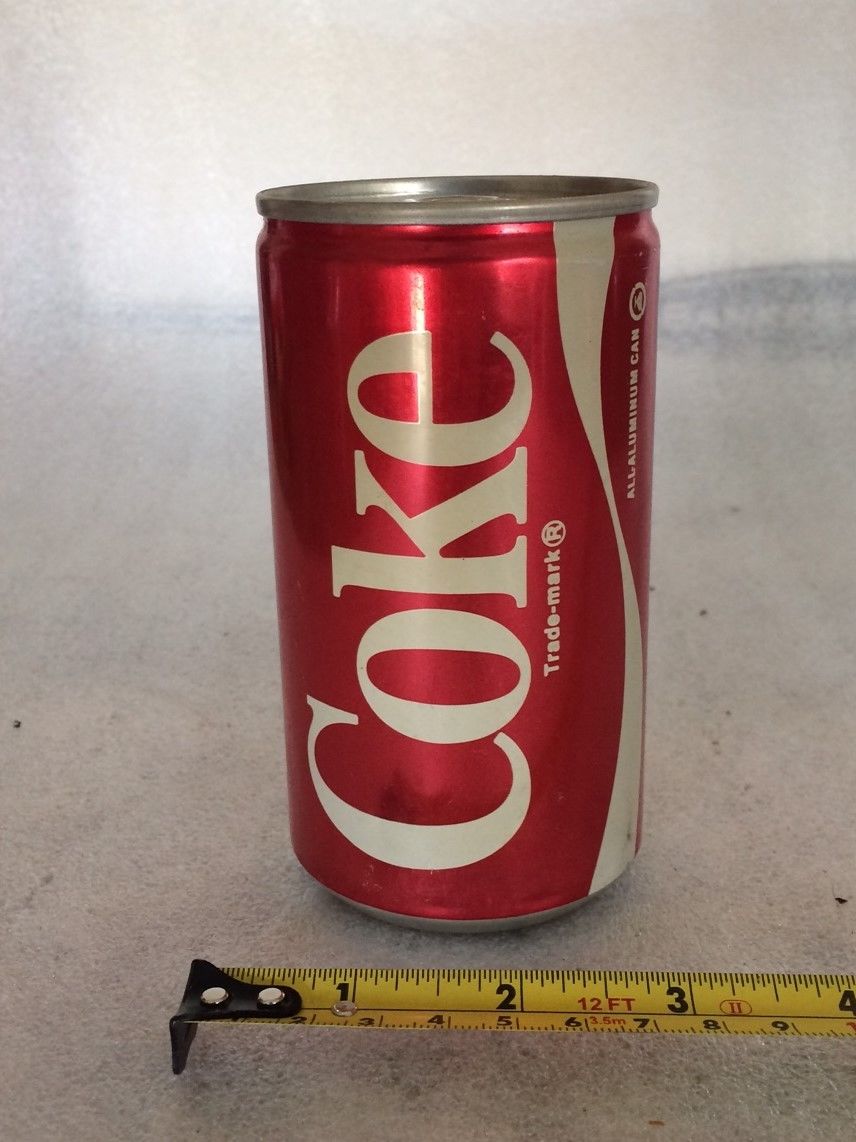 Coke
Trade-mark®
ALL-ALUMINUM CAN
1 2 12 FT 3 II 4
2 3 4 5 6 3.5m 7 8 9